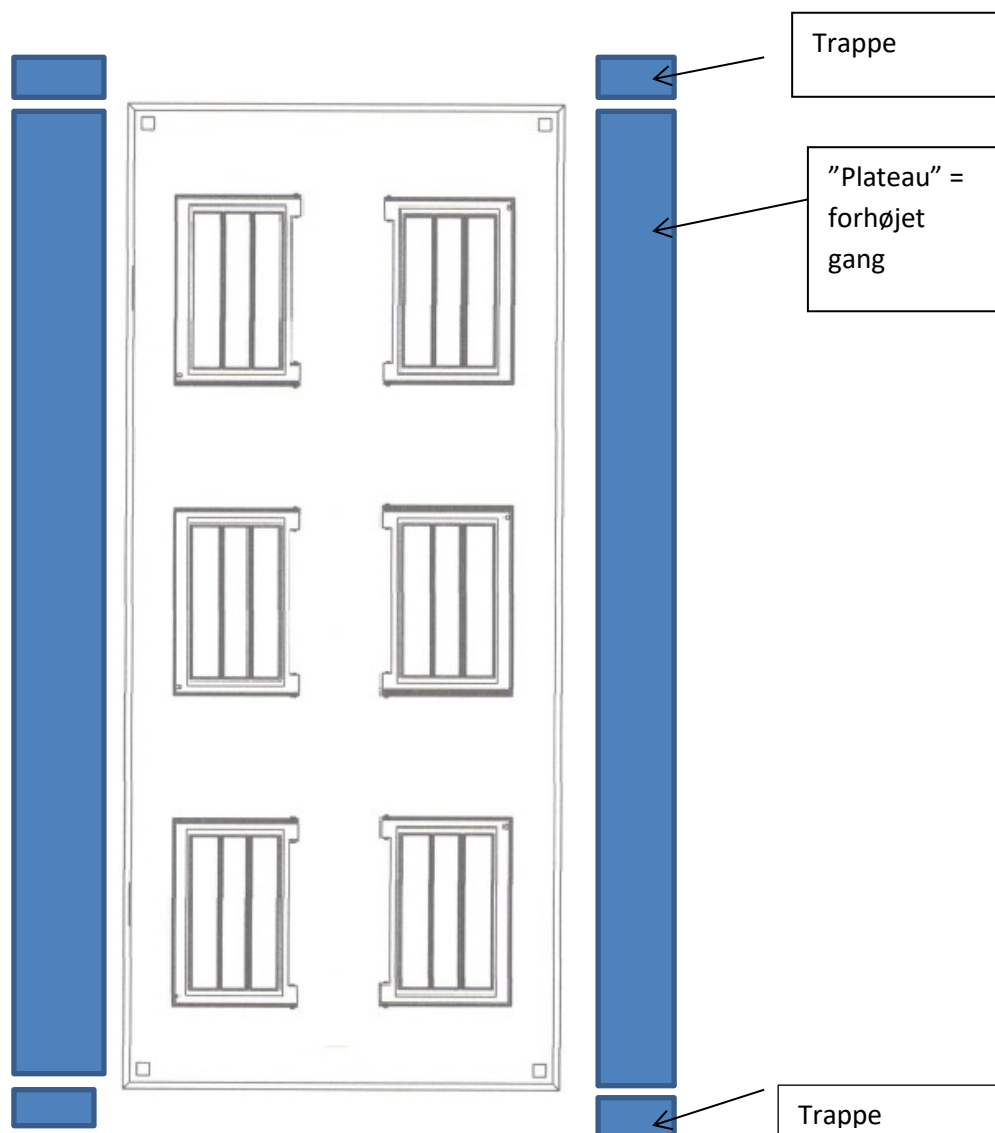 Trappe
”Plateau” =
forhøjet
gang
Trappe